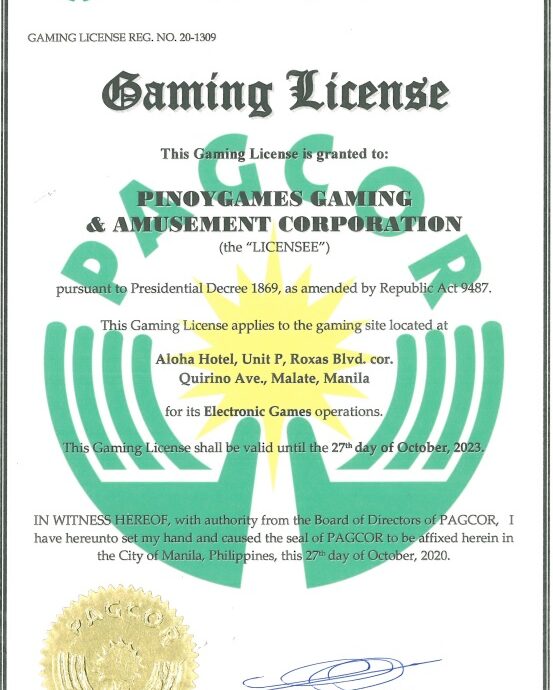 GAMING LICENSE REG. NO. 20-1309
Gaming License
This Gaming License is granted to:
PINOYGAMES GAMING
& AMUSEMENT CORPORATION
(the "LICENSEE")
pursuant to Presidential Decree 1869, as amended by Republic Act 9487.
This Gaming License applies to the gaming site located at
Aloha Hotel, Unit P, Roxas Blvd. cor.
Quirino Ave., Malate, Manila
for its Electronic Games operations.
This Gaming License shall be valid until the 27th day of October, 2023.
IN WITNESS HEREOF, with authority from the Board of Directors of PAGCOR, I
have hereunto set my hand and caused the seal of PAGCOR to be affixed herein in
the City of Manila, Philippines, this 27th day of October, 2020.
PAGCOR
PAGCOR